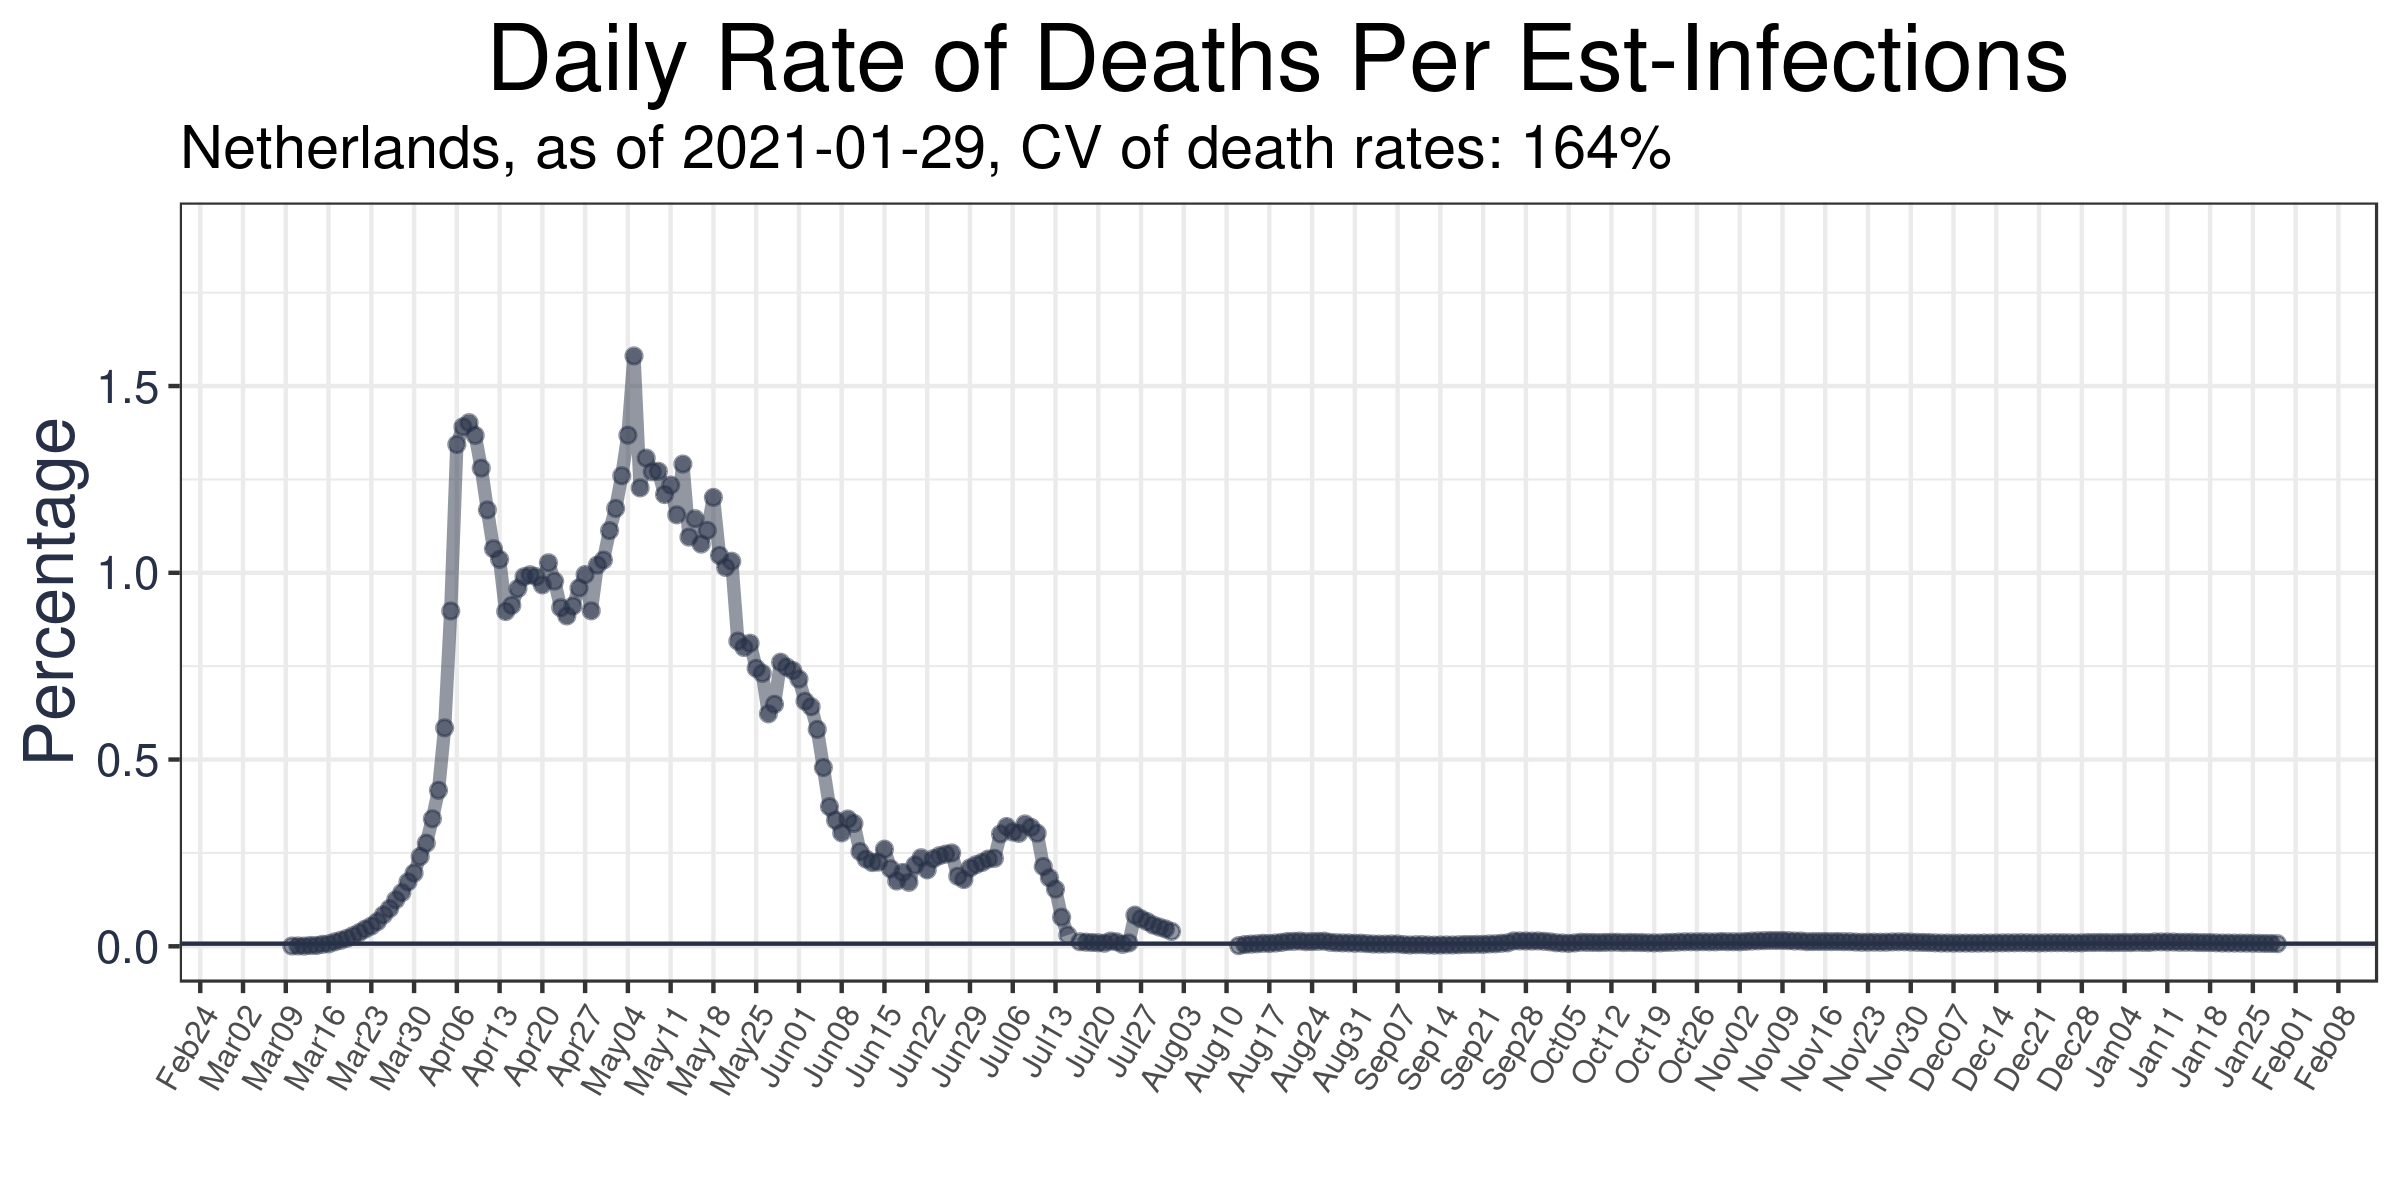 Daily Rate of Deaths Per Est-Infections
Netherlands, as of 2021-01-29, CV of death rates: 164%
Percentage
1.5
1.0
0.5
0.0
Feb24
Mar02
Mar09
Mar16
Mar23
Mar30
Apr06
Apr13
Apr20
Apr27
May04
May11
May18
May25
Jun01
Jun08
Jun15
Jun22
Jun29
Jul06
Jul13
Jul20
Jul27
Aug03
Aug10
Aug17
Aug24
Aug31
Sep07
Sep14
Sep21
Sep28
Oct05
Oct12
Oct19
Oct26
Nov02
Nov09
Nov16
Nov23
Nov30
Dec07
Dec14
Dec21
Dec28
Jan04
Jan11
Jan18
Jan25
Feb01
Feb08